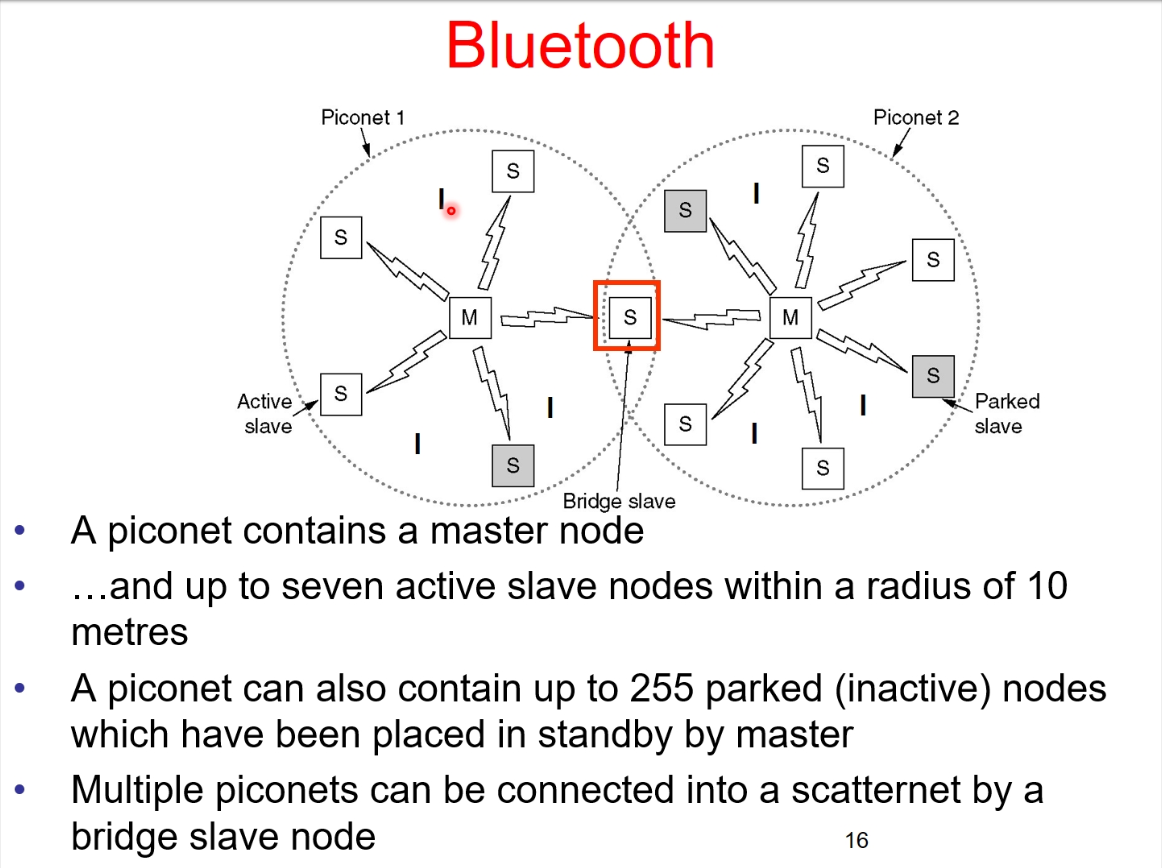 Bluetooth
Piconet 1
Piconet 2
S
S
I
S
I
S
S
M
S
M
S
S
Active
slave
I
I
S
I
I
Parked
slave
S
S
Bridge slave
• A piconet contains a master node
• …and up to seven active slave nodes within a radius of 10
metres
• A piconet can also contain up to 255 parked (inactive) nodes
which have been placed in standby by master
• Multiple piconets can be connected into a scatternet by a
bridge slave node
16